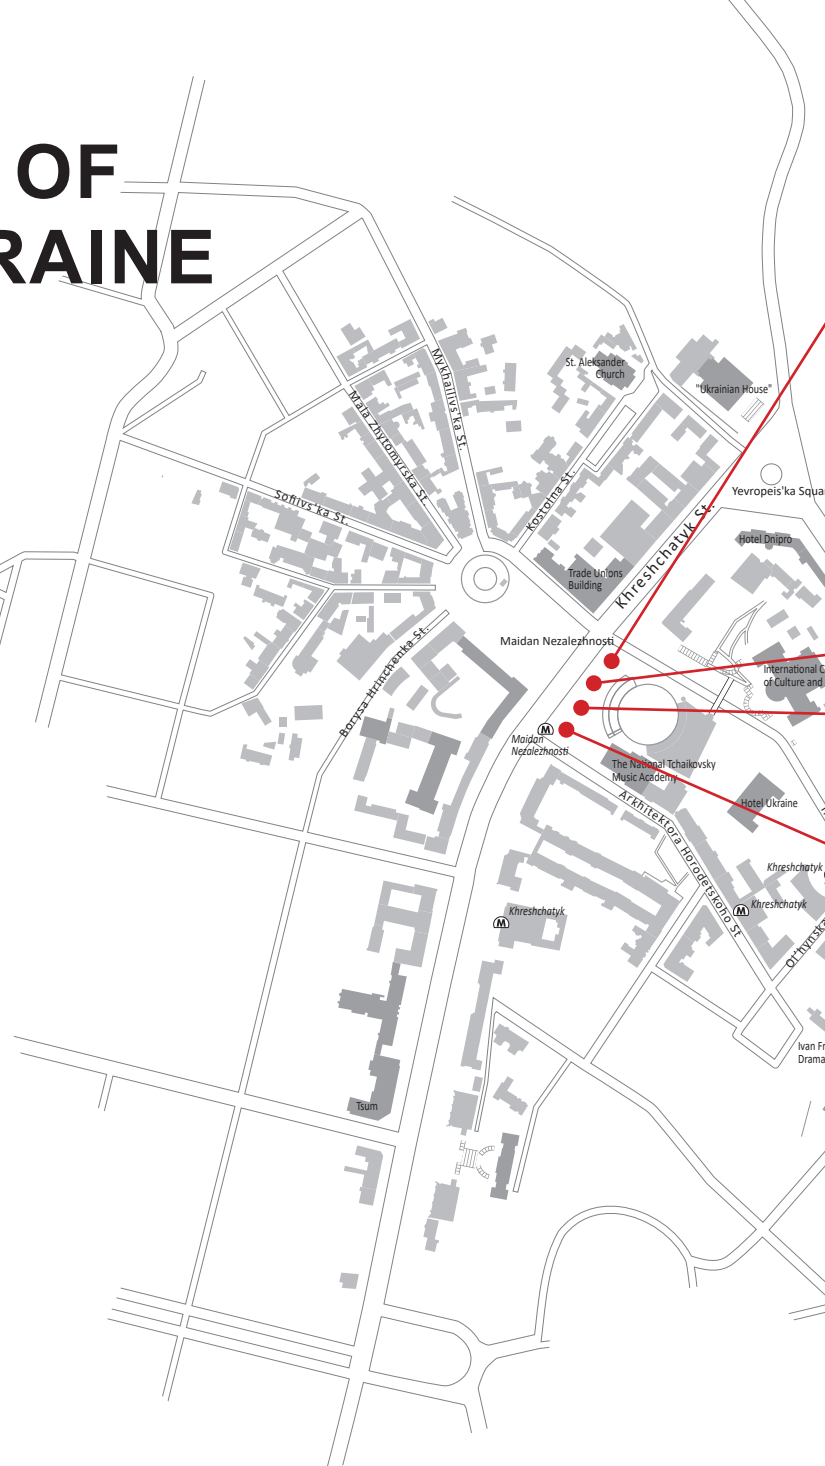 OF
RAINE
St. Aleksander
Church
"Ukrainian House"
Mykhailivs'ka St.
Mala Zhytomyrska St.
Sofiivs'ka St.
Kostolna St.
Yevropeis'ka Squar
Khreshchatyk St.
Hotel Dnipro
Trade Unions
Building
Maidan Nezalezhnosti
Borysa Hrinchenka St.
International C
of Culture and
M
Maidan
Nezalezhnosti
The National Tchaikovsky
Music Academy
Hotel Ukraine
Arkhitektora Horodetskoho St
Khreshchatyk
M
Khreshchatyk
M
Khreshchatyk
Ol'hynska
Ivan Fr
Drama
Tsum